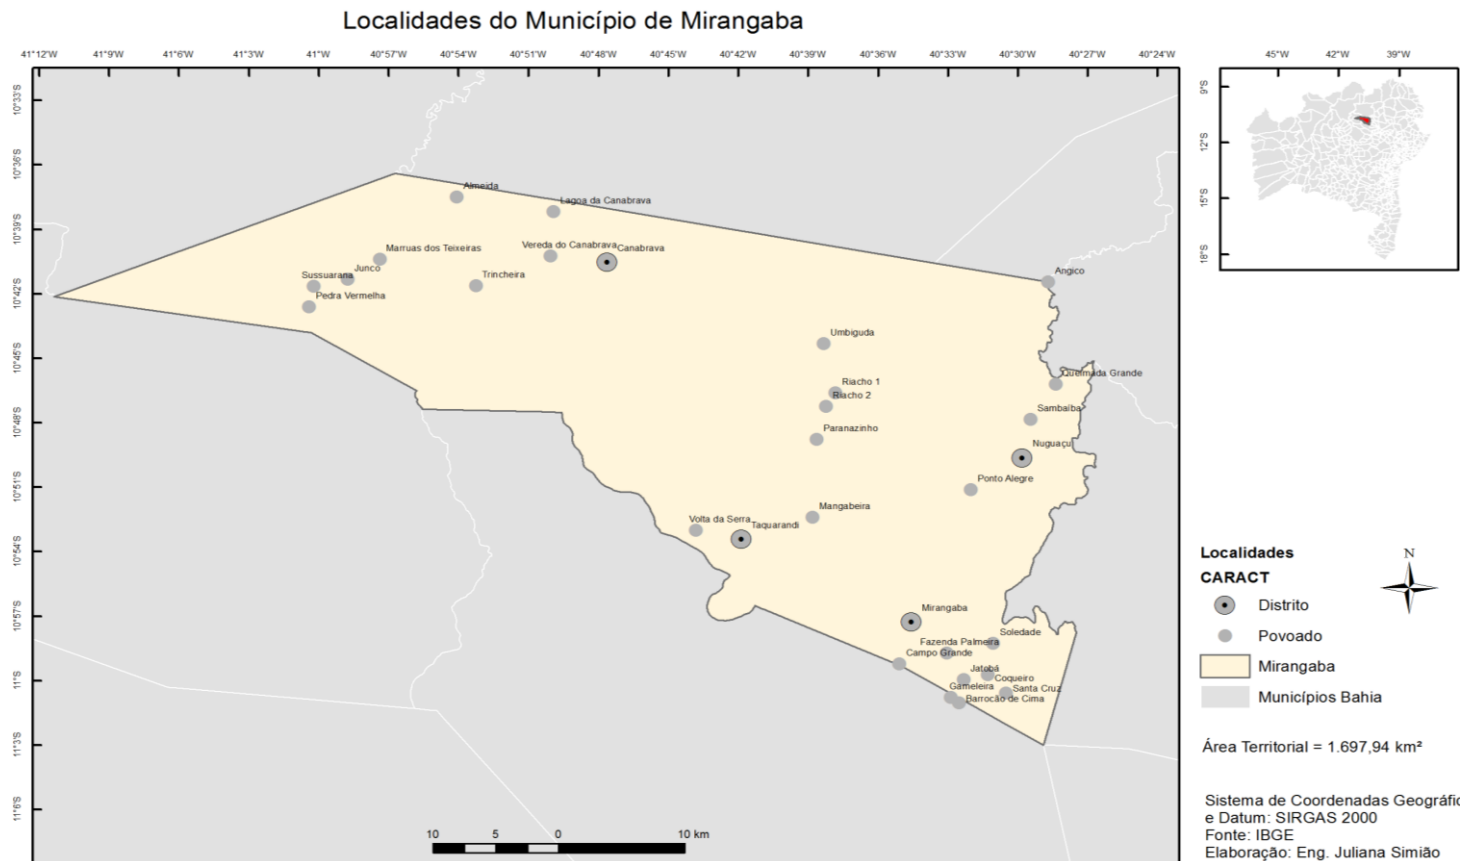 Localidades do Município de Mirangaba
41°12'W 41°9'W 41°6'W 41°3'W 41°W 40°57'W 40°54'W 40°51'W 40°48'W 40°45'W 40°42'W 40°39'W 40°36'W 40°33'W 40°30'W 40°27'W 40°24'W
45°W 42°W 39°W
9°S
12°S
15°S
18°S
10°33'S
10°36'S
10°39'S
10°42'S
10°45'S
10°48'S
10°51'S
10°54'S
10°57'S
11°S
11°3'S
11°6'S
Almeida
Lagoa da Canabrava
Marruas dos Teixeiras
Vereda do Canabrava
Canabrava
Junco
Sussuarana
Trincheira
Angico
Pedra Vermelha
Umbiguda
Queimada Grande
Riacho 1
Riacho 2
Sambaíba
Paranazinho
Nuguaçu
Ponto Alegre
Mangabeira
Volta da Serra
Taquarandi
Mirangaba
Soledade
Fazenda Palmeira
Campo Grande
Jatobá
Coqueiro
Gameleira
Santa Cruz
Barrocão de Cima
10 5 0 10 km
Localidades
N
CARACT
Distrito
Povoado
Mirangaba
Municípios Bahia
Área Territorial = 1.697,94 km²
Sistema de Coordenadas Geográfic
e Datum: SIRGAS 2000
Fonte: IBGE
Elaboração: Eng. Juliana Simião